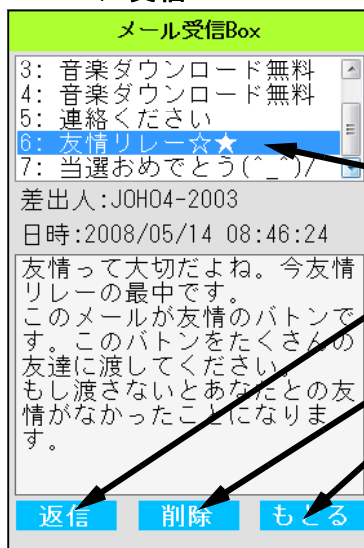 メール受信Box
3: 音楽ダウンロード無料
4: 音楽ダウンロード無料
5: 連絡ください
6: 友情リレー☆★
7: 当選おめでとう(^_^)/
差出人:JOHO4-2003
日時:2008/05/14 08:46:24
友情って大切だよね。今友情
リレーの最中です。
このメールが友情のバトンで
す。このバトンをたくさんの
友達に渡してください。
もし渡さないとあなたとの友
情がなかったことになりま
す。
返信 削除 もどる